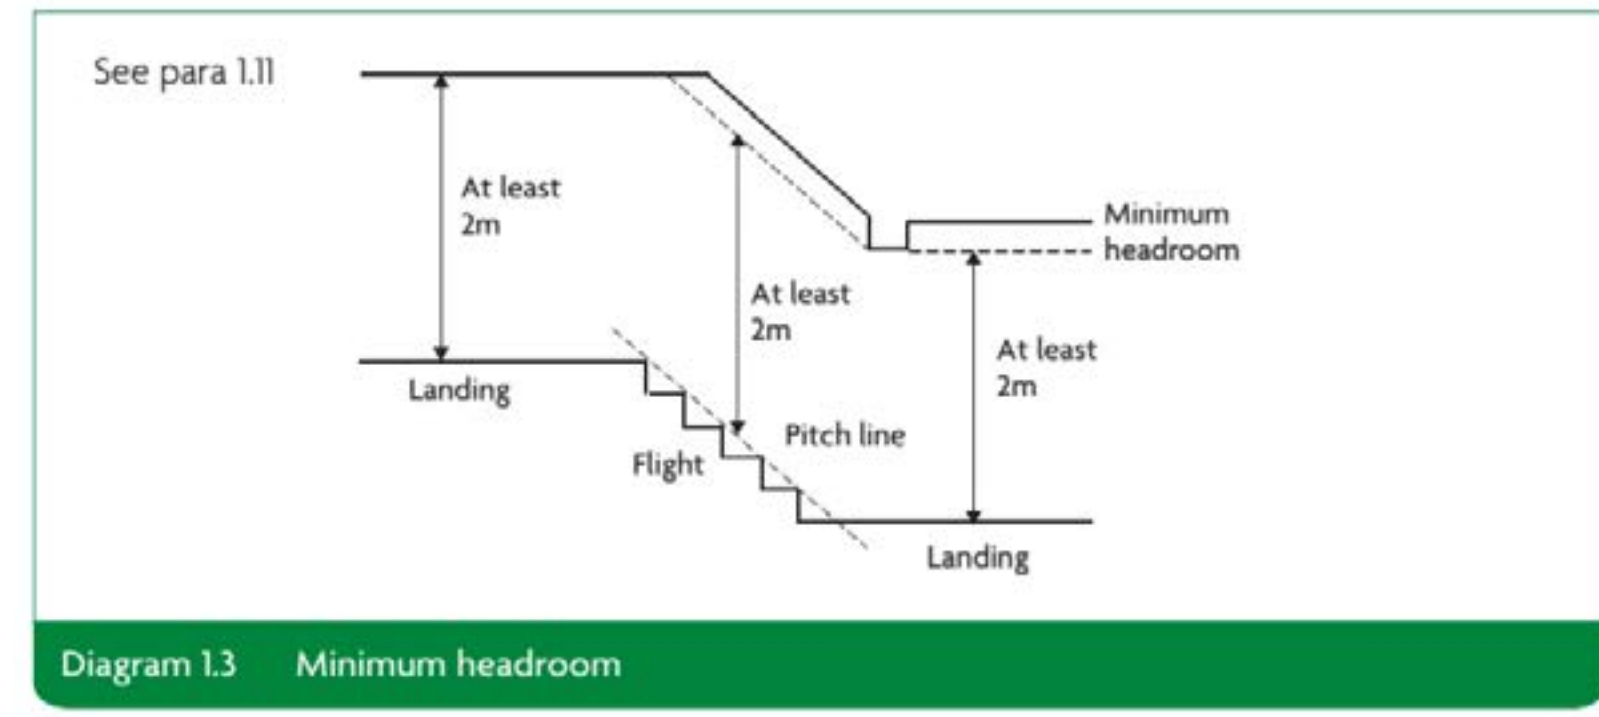 See para 1.11
At least
2m
Minimum
headroom
At least
2m
At least
2m
Landing
Pitch line
Flight
Landing
Diagram 1.3 Minimum headroom